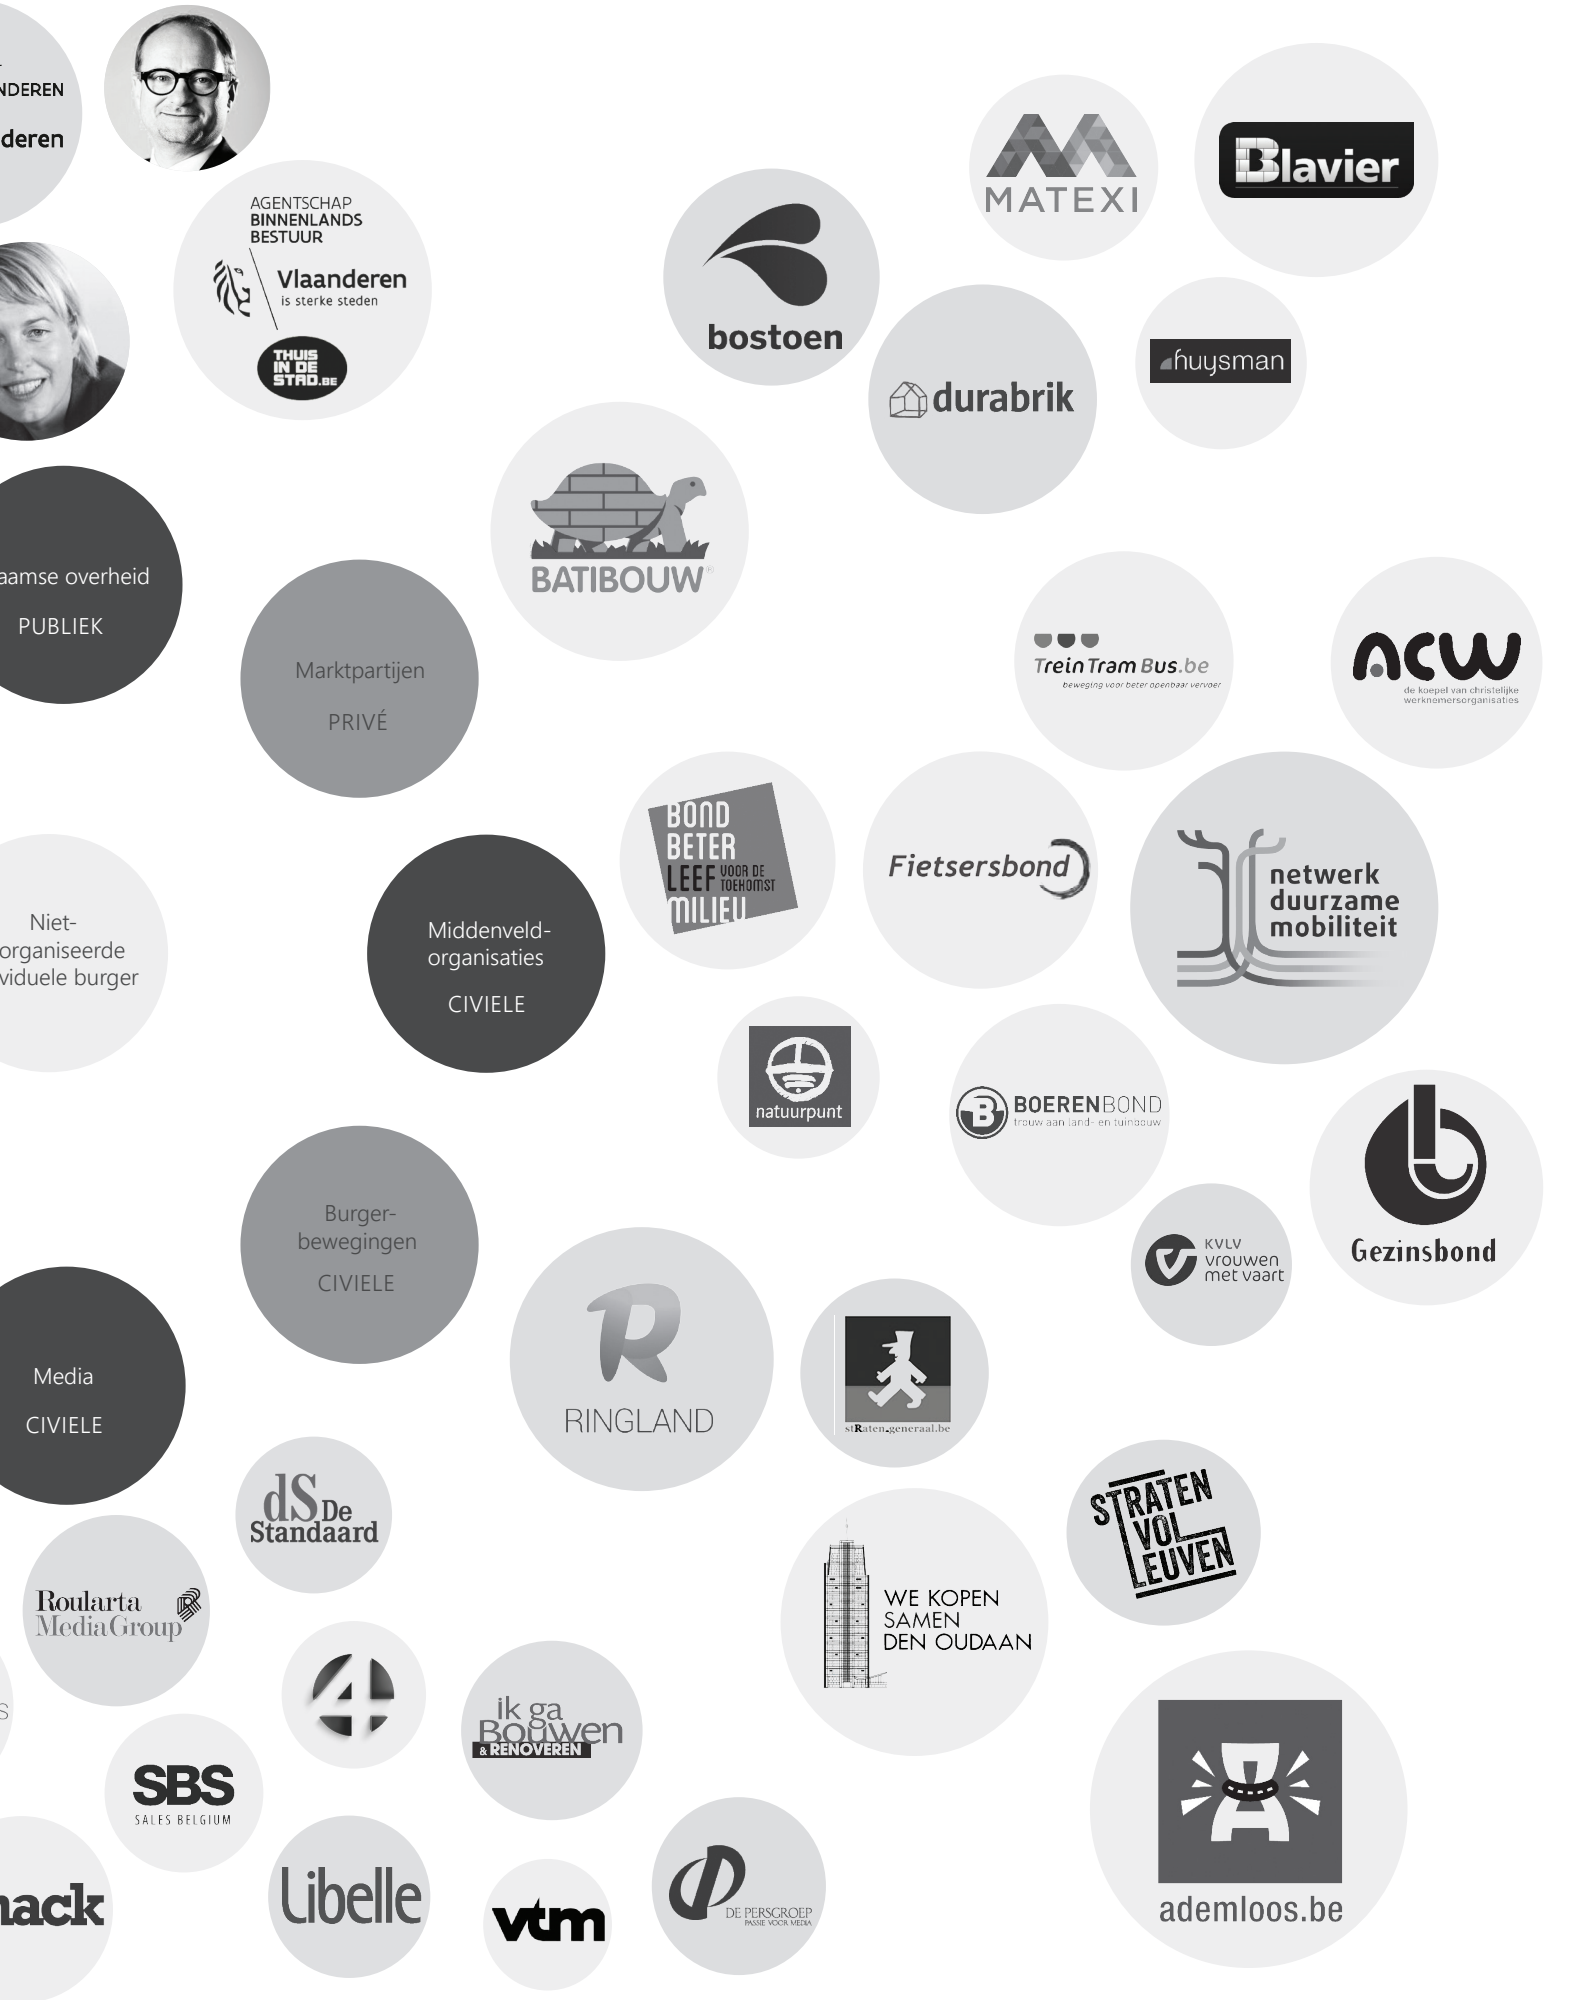 NDEREN
deren
AGENTSCHAP
BINNENLANDS
BESTUUR
Vlaanderen
is sterke steden
THUIS
IN DE
STAD.BE
MATEXI
Blavier
bostoen
durabrik
huysman
BATIBOUW
aamse overheid
PUBLIEK
Marktpartijen
PRIVÉ
TreinTramBus.be
beweging voor beter openbaar vervoer
acw
de koepel van christelijke
werknemersorganisaties
BOND
BETER
LEEF VOOR DE
TOEKOMST
MILIEU
Fietsersbond
netwerk
duurzame
mobiliteit
Niet-
organiseerde
viduele burger
Middenveld-
organisaties
CIVIELE
natuurpunt
B BOERENBOND
trouw aan land- en tuinbouw
Gezinsbond
KVLV
vrouwen
met vaart
Burger-
bewegingen
CIVIELE
R
RINGLAND
stRaten-generaal.be
Media
CIVIELE
dS De
Standaard
STRATEN
VOL
LEUVEN
Roularta
MediaGroup
WE KOPEN
SAMEN
DEN OUDAAN
4
ik ga
Bouwen
& RENOVEREN
S
SBS
SALES BELGIUM
A
ademloos.be
nack
Libelle
vtm
DE PERSGROEP
PASSIE VOOR MEDIA